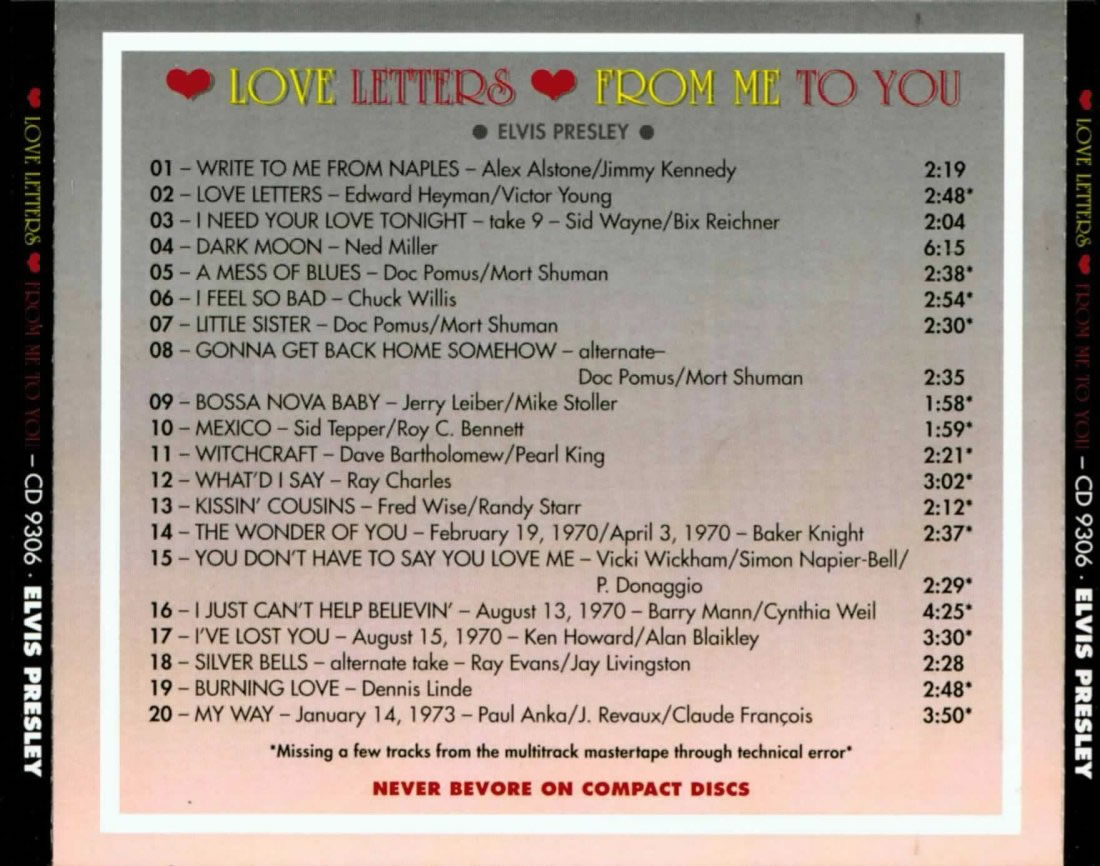 LOVE LETTERS FROM ME TO YOU
● ELVIS PRESLEY ●
01 – WRITE TO ME FROM NAPLES – Alex Alstone/Jimmy Kennedy 2:19
02 – LOVE LETTERS – Edward Heyman/Victor Young 2:48*
03 – I NEED YOUR LOVE TONIGHT – take 9 – Sid Wayne/Bix Reichner 2:04
04 – DARK MOON – Ned Miller 6:15
05 – A MESS OF BLUES – Doc Pomus/Mort Shuman 2:38*
06 – I FEEL SO BAD – Chuck Willis 2:54*
07 – LITTLE SISTER – Doc Pomus/Mort Shuman 2:30*
08 – GONNA GET BACK HOME SOMEHOW – alternate–
Doc Pomus/Mort Shuman 2:35
09 – BOSSA NOVA BABY – Jerry Leiber/Mike Stoller 1:58*
10 – MEXICO – Sid Tepper/Roy C. Bennett 1:59*
11 – WITCHCRAFT – Dave Bartholomew/Pearl King 2:21*
12 – WHAT'D I SAY – Ray Charles 3:02*
13 – KISSIN' COUSINS – Fred Wise/Randy Starr 2:12*
14 – THE WONDER OF YOU – February 19, 1970/April 3, 1970 – Baker Knight 2:37*
15 – YOU DON'T HAVE TO SAY YOU LOVE ME – Vicki Wickham/Simon Napier-Bell/
P. Donaggio 2:29*
16 – I JUST CAN'T HELP BELIEVIN' – August 13, 1970 – Barry Mann/Cynthia Weil 4:25*
17 – I'VE LOST YOU – August 15, 1970 – Ken Howard/Alan Blaikley 3:30*
18 – SILVER BELLS – alternate take – Ray Evans/Jay Livingston 2:28
19 – BURNING LOVE – Dennis Linde 2:48*
20 – MY WAY – January 14, 1973 – Paul Anka/J. Revaux/Claude François 3:50*
*Missing a few tracks from the multitrack mastertape through technical error*
NEVER BEVORE ON COMPACT DISCS
LOVE LETTERS FROM ME TO YOU – CD 9306 · ELVIS PRESLEY
LOVE LETTERS FROM ME TO YOU – CD 9306 · ELVIS PRESLEY